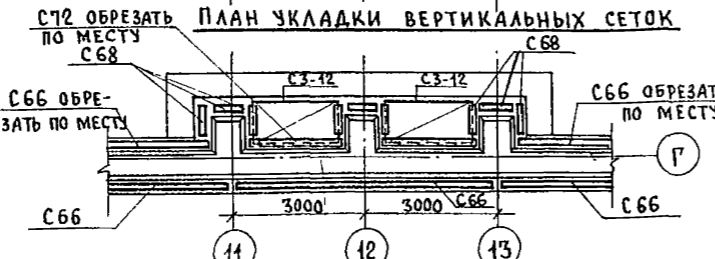 ПЛАН УКЛАДКИ ВЕРТИКАЛЬНЫХ СЕТОК
С72 ОБРЕЗАТЬ
ПО МЕСТУ
С68
С68
С3-12
С3-12
С66 ОБРЕ-
ЗАТЬ ПО МЕСТУ
С66 ОБРЕЗАТ
ПО МЕСТУ
Г
С66
3000
3000
С66
С66
11
12
13